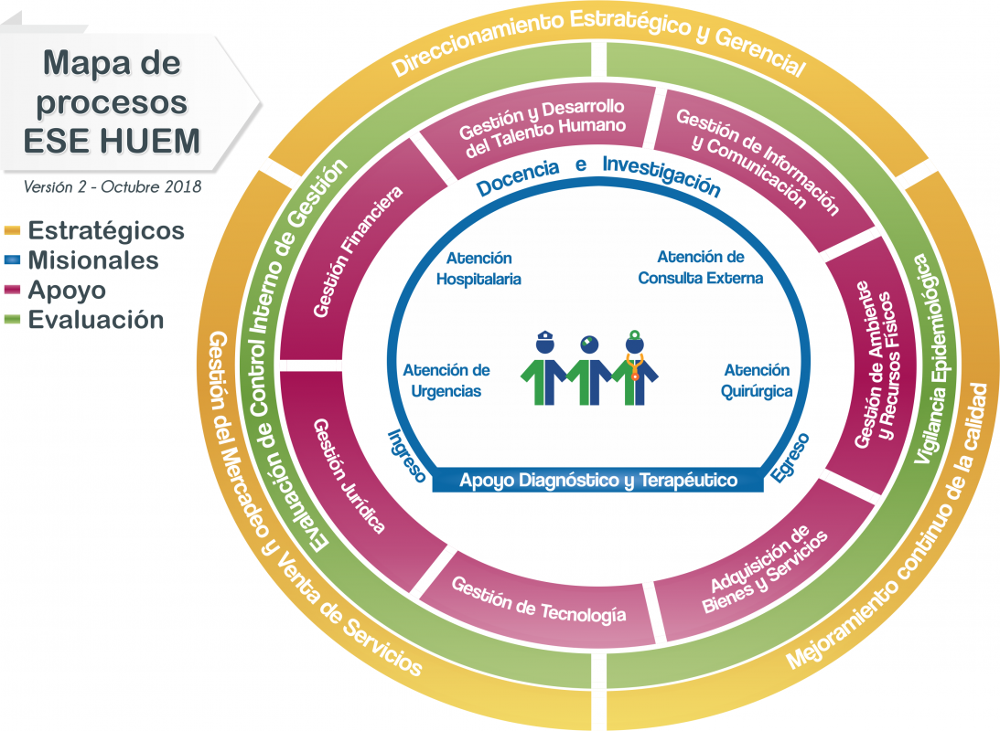 Mapa de
procesos
ESE HUEM
Versión 2 - Octubre 2018
Estratégicos
Misionales
Apoyo
Evaluación
Direccionamiento Estratégico y Gerencial
Gestión del Mercadeo y Venta de Servicios
Mejoramiento continuo de la calidad
Evaluación de Control Interno de Gestión
Vigilancia Epidemiológica
Gestión y Desarrollo
del Talento Humano
Gestión de Información
y Comunicación
Gestión Financiera
Gestión de Ambiente
y Recursos Físicos
Gestión Jurídica
Gestión de Tecnología
Adquisición de
Bienes y Servicios
Docencia e Investigación
Atención
Hospitalaria
Atención de
Consulta Externa
Atención de
Urgencias
Atención
Quirúrgica
Ingreso
Egreso
Apoyo Diagnóstico y Terapéutico